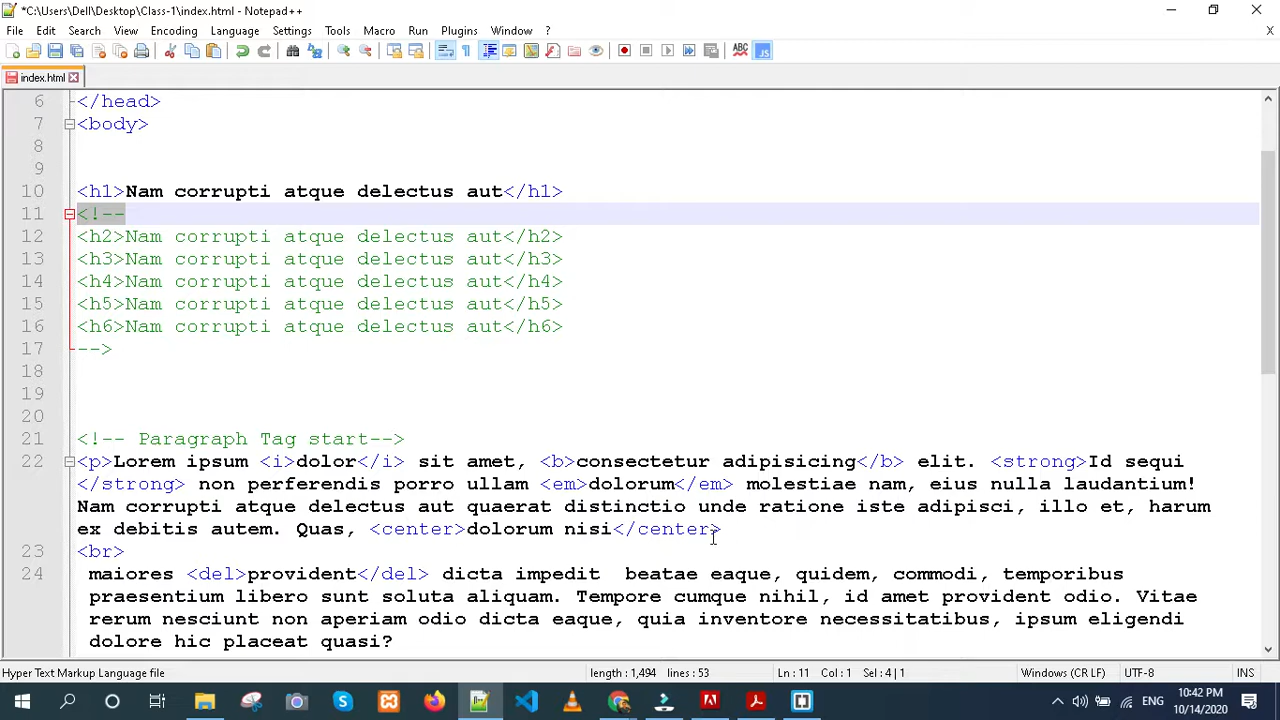 *C:\Users\Dell\Desktop\Class-1\index.html - Notepad++
File Edit Search View Encoding Language Settings Tools Macro Run Plugins Window ?
X
ABC JS
index.html
6 </head>
7 <body>
8
9
10 <h1>Nam corrupti atque delectus aut</h1>
11 <!--
12 <h2>Nam corrupti atque delectus aut</h2>
13 <h3>Nam corrupti atque delectus aut</h3>
14 <h4>Nam corrupti atque delectus aut</h4>
15 <h5>Nam corrupti atque delectus aut</h5>
16 <h6>Nam corrupti atque delectus aut</h6>
17 -->
18
19
20
21 <!-- Paragraph Tag start-->
22 <p>Lorem ipsum <i>dolor</i> sit amet, <b>consectetur adipisicing</b> elit. <strong>Id sequi
</strong> non perferendis porro ullam <em>dolorum</em> molestiae nam, eius nulla laudantium!
Nam corrupti atque delectus aut quaerat distinctio unde ratione iste adipisci, illo et, harum
ex debitis autem. Quas, <center>dolorum nisi</center>
23 <br>
24 maiores <del>provident</del> dicta impedit  beatae eaque, quidem, commodi, temporibus
praesentium libero sunt soluta aliquam. Tempore cumque nihil, id amet provident odio. Vitae
rerum nesciunt non aperiam odio dicta eaque, quia inventore necessitatibus, ipsum eligendi
dolore hic placeat quasi?
Hyper Text Markup Language file length : 1,494 lines : 53 Ln : 11 Col : 1 Sel : 4 | 1 Windows (CR LF) UTF-8 INS
ENG
10:42 PM
10/14/2020